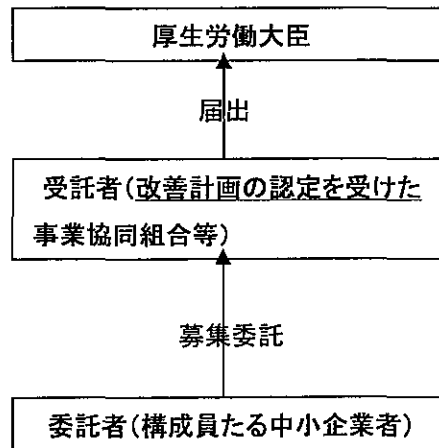 厚生労働大臣
届出
受託者(改善計画の認定を受けた
事業協同組合等)
募集委託
委託者(構成員たる中小企業者)